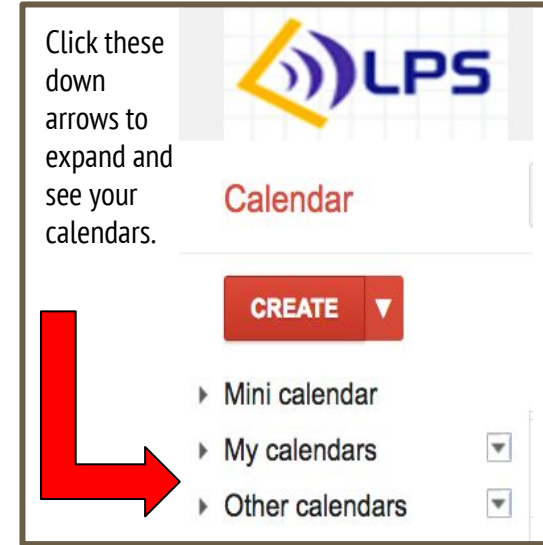 Click these
down
arrows to
expand and
see your
calendars.
LPS
Calendar
CREATE
Mini calendar
My calendars
Other calendars